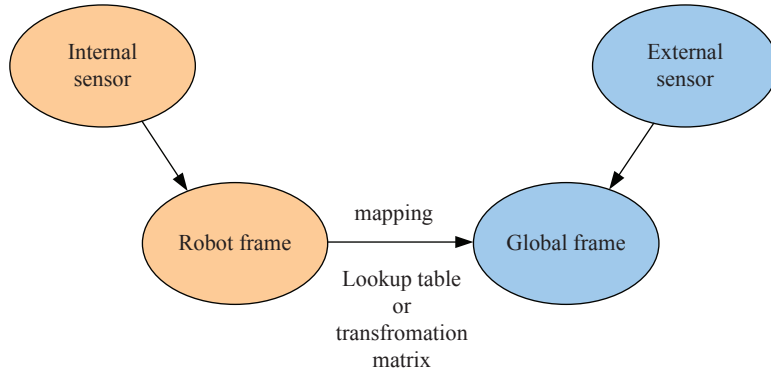 Internal
sensor
External
sensor
Robot frame
mapping
Global frame
Lookup table
or
transfromation
matrix